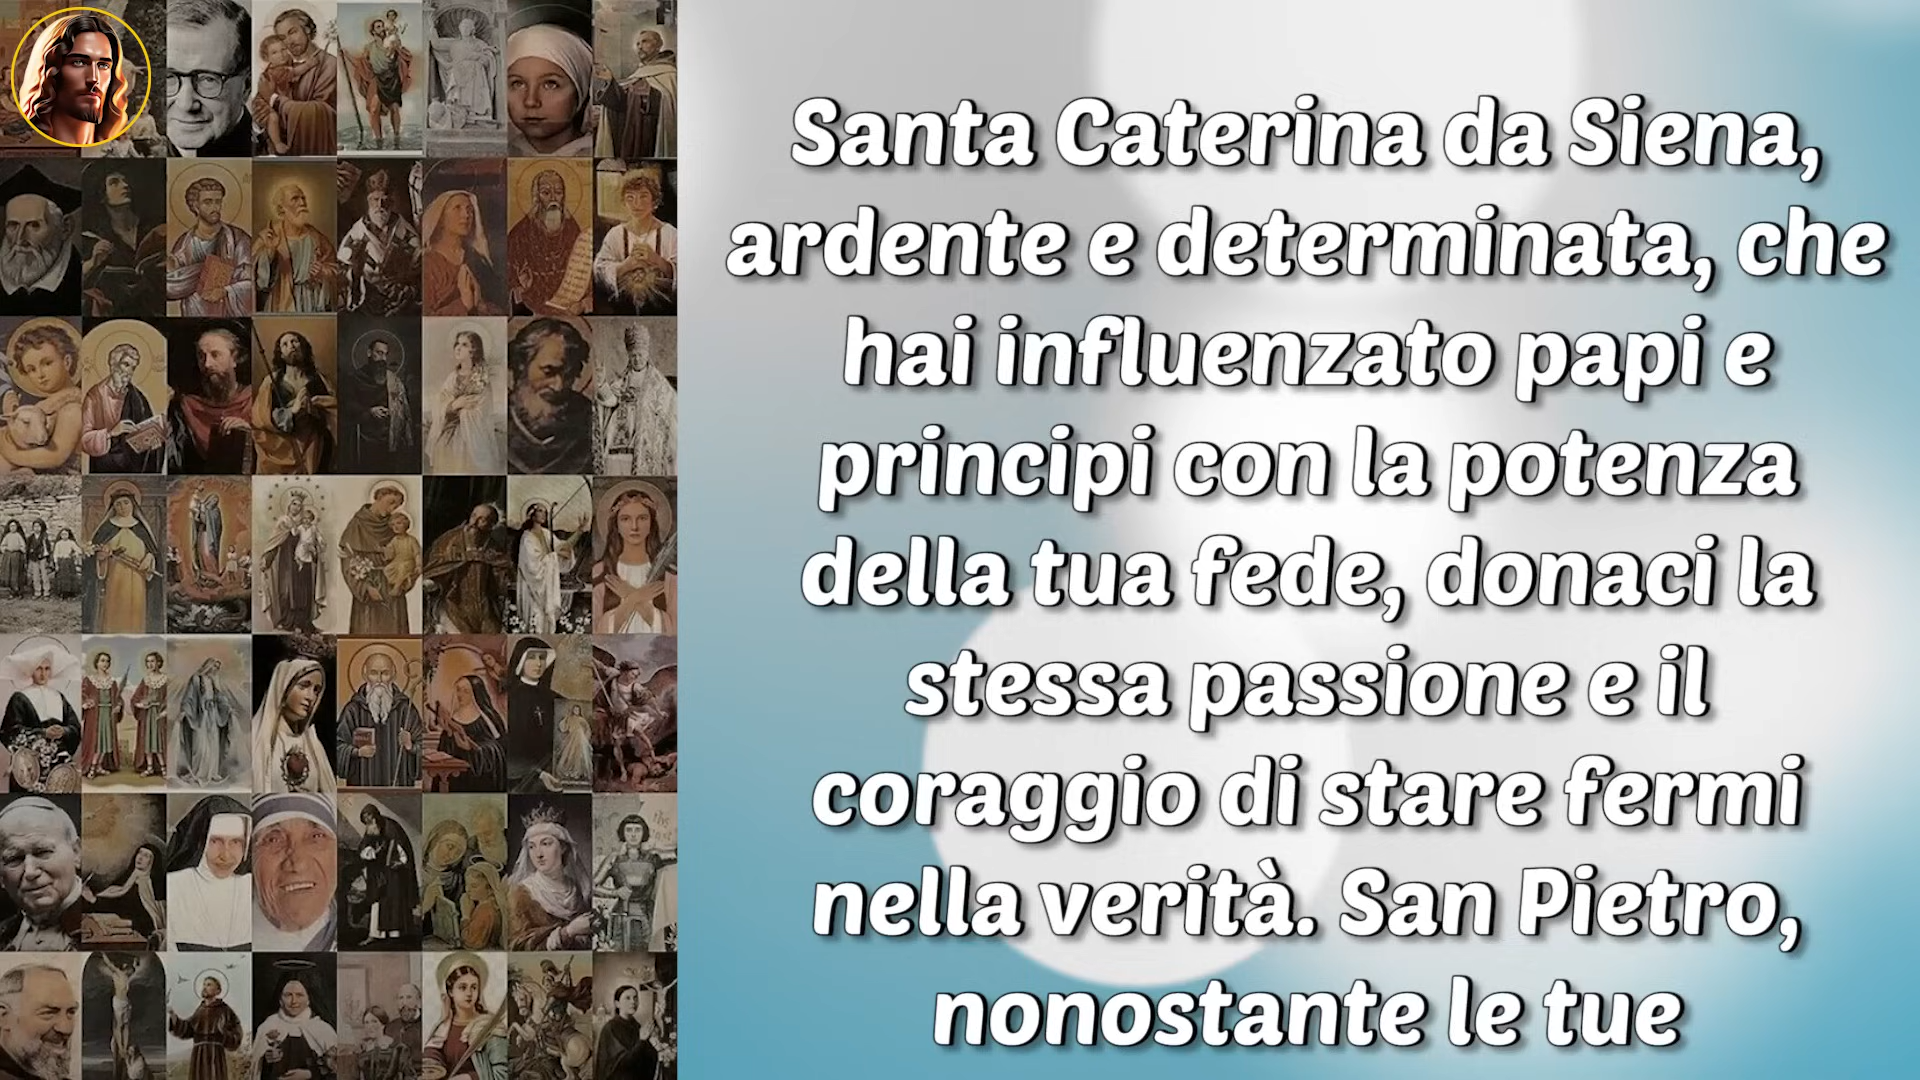 Santa Caterina da Siena,
ardente e determinata, che
hai influenzato papi e
principi con la potenza
della tua fede, donaci la
stessa passione e il
coraggio di stare fermi
nella verità. San Pietro,
nonostante le tue